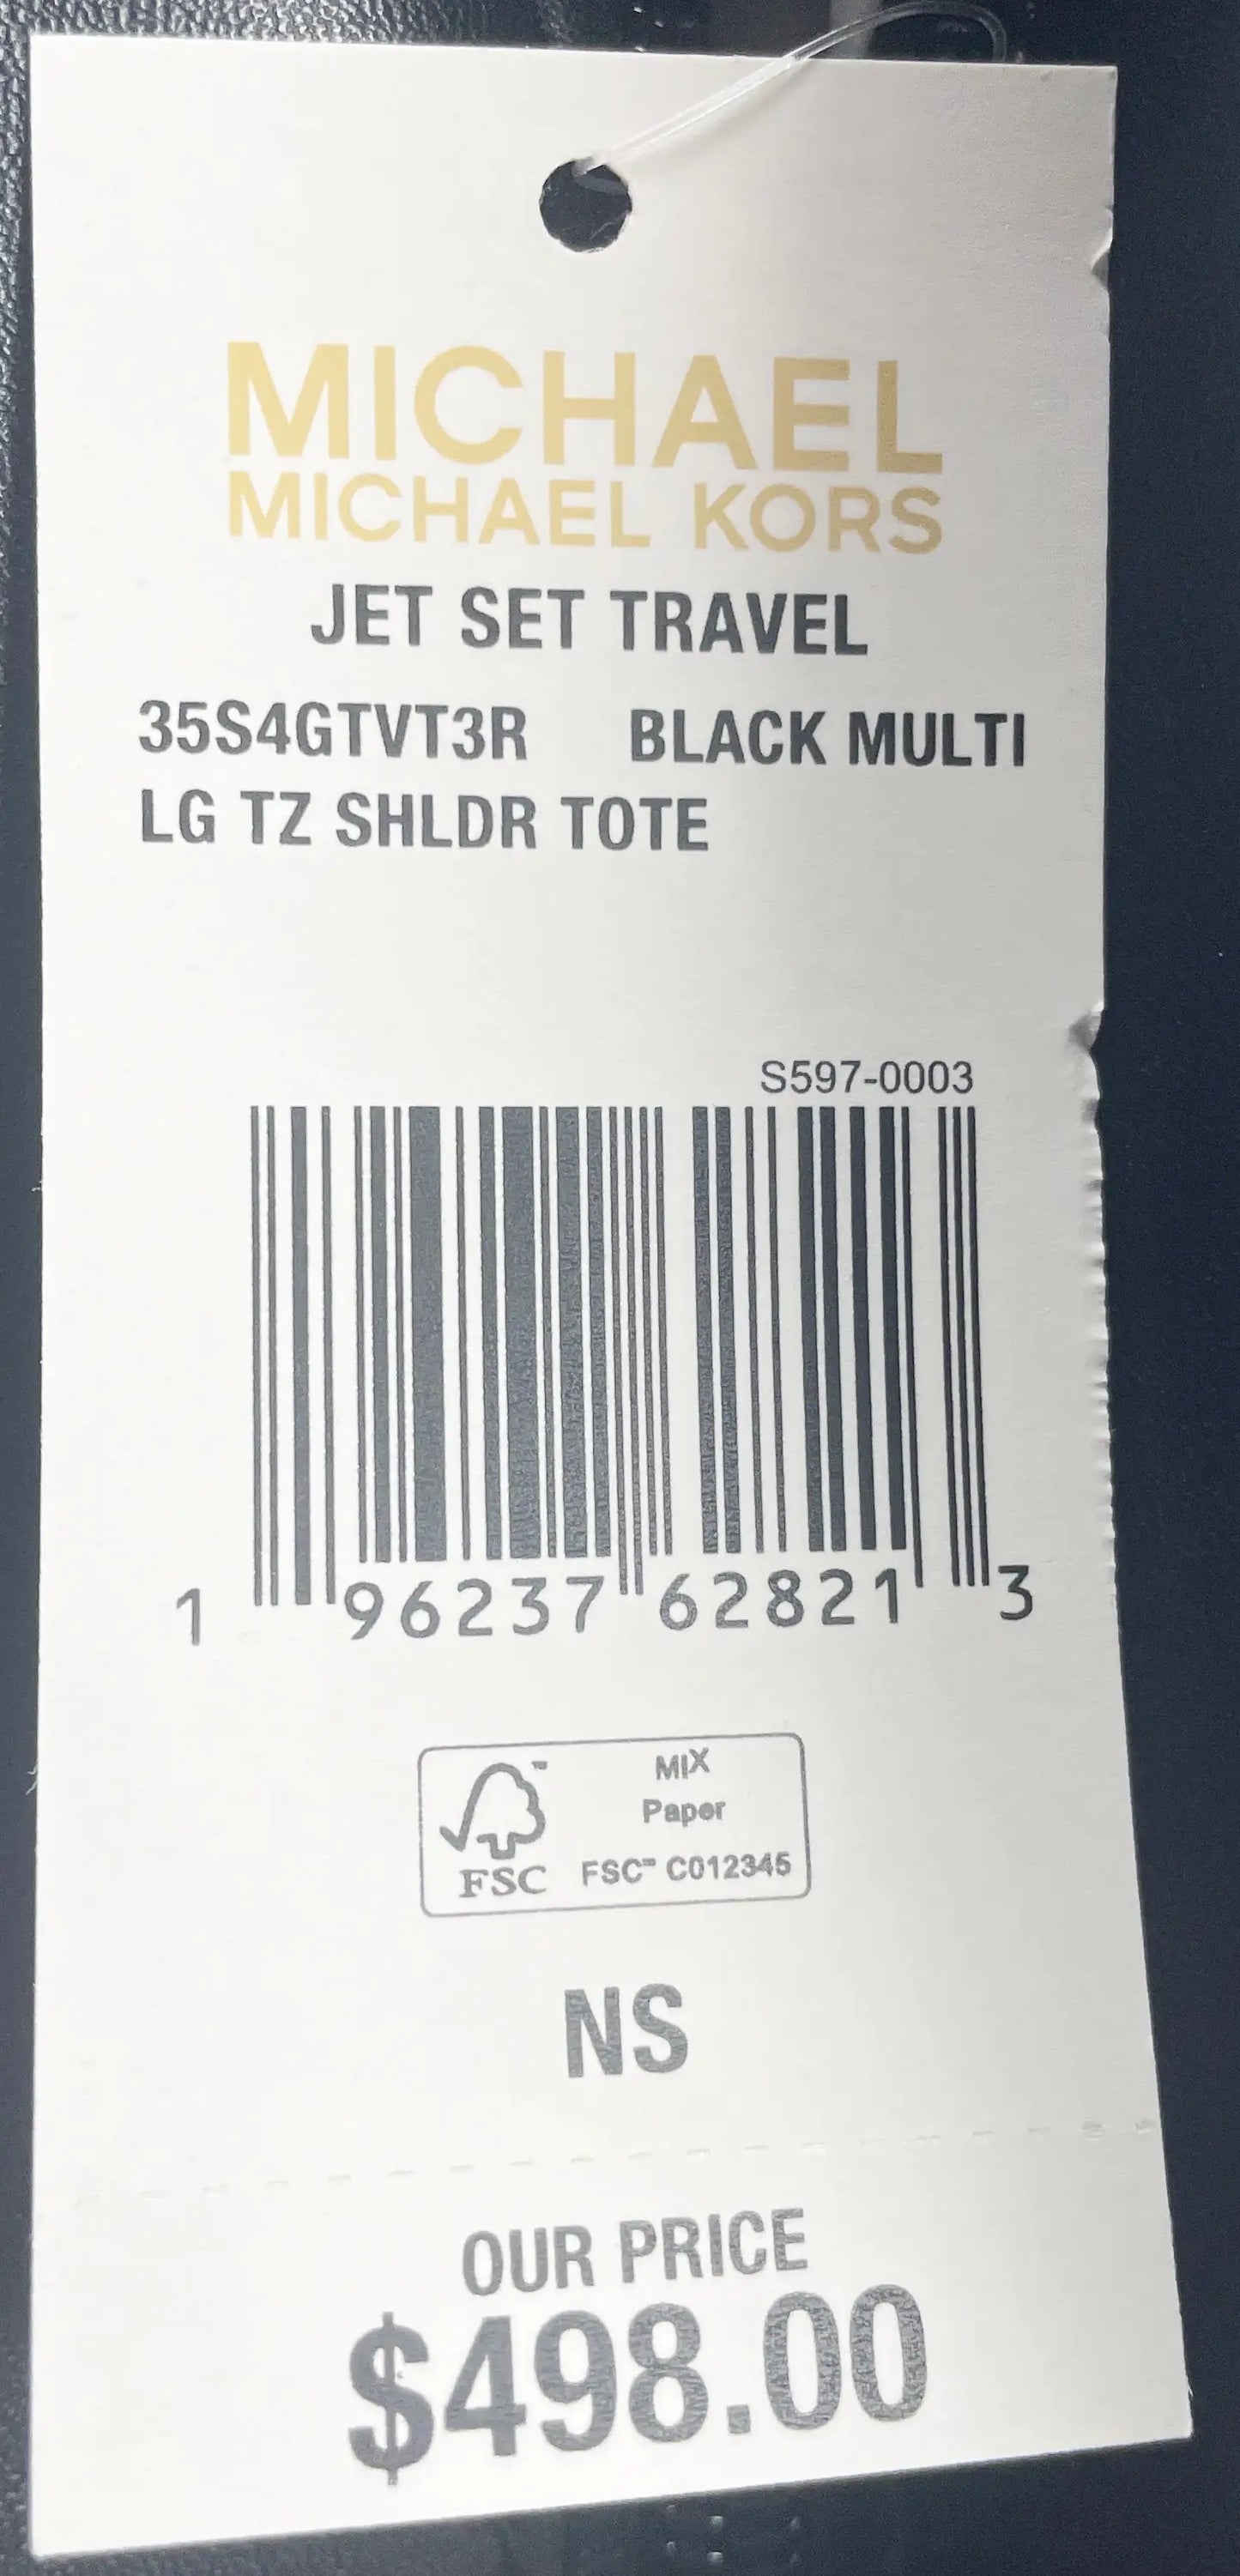 MICHAEL
MICHAEL KORS
JET SET TRAVEL
35S4GTVT3R BLACK MULTI
LG TZ SHLDR TOTE
S597-0003
1 96237 62821 3
MIX
Paper
FSC FSC™ C012345
NS
OUR PRICE
$498.00